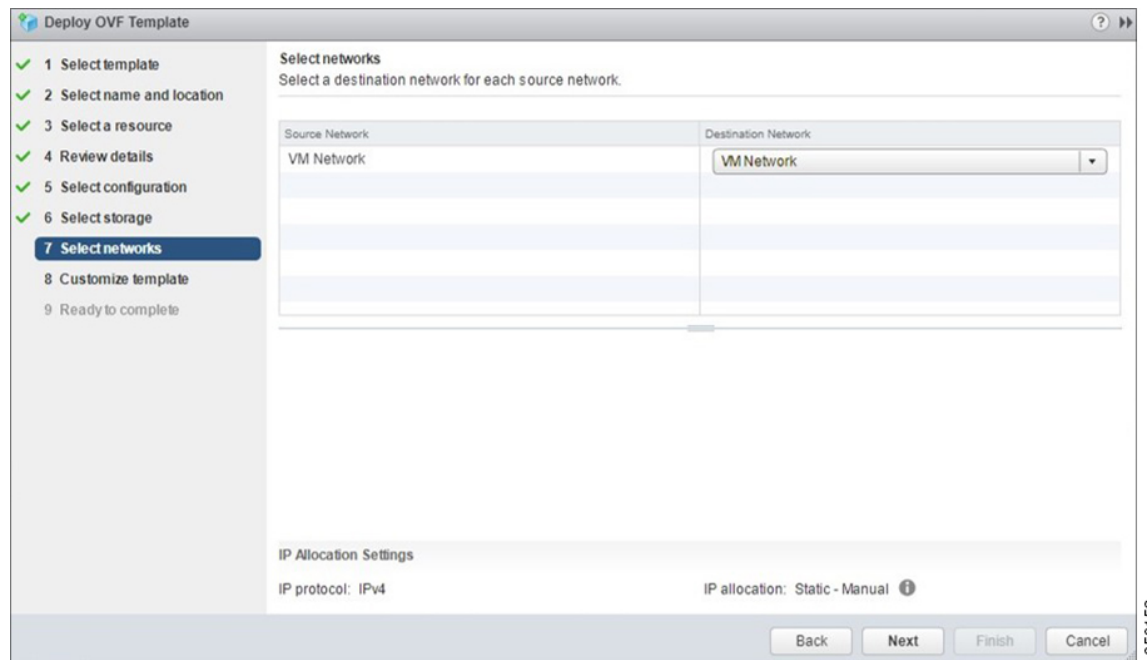 Deploy OVF Template
1 Select template
2 Select name and location
3 Select a resource
4 Review details
5 Select configuration
6 Select storage
7 Select networks
8 Customize template
9 Ready to complete
Select networks
Select a destination network for each source network.
Source Network
Destination Network
VM Network
VM Network
IP Allocation Settings
IP protocol: IPv4
IP allocation: Static - Manual
Back
Next
Finish
Cancel